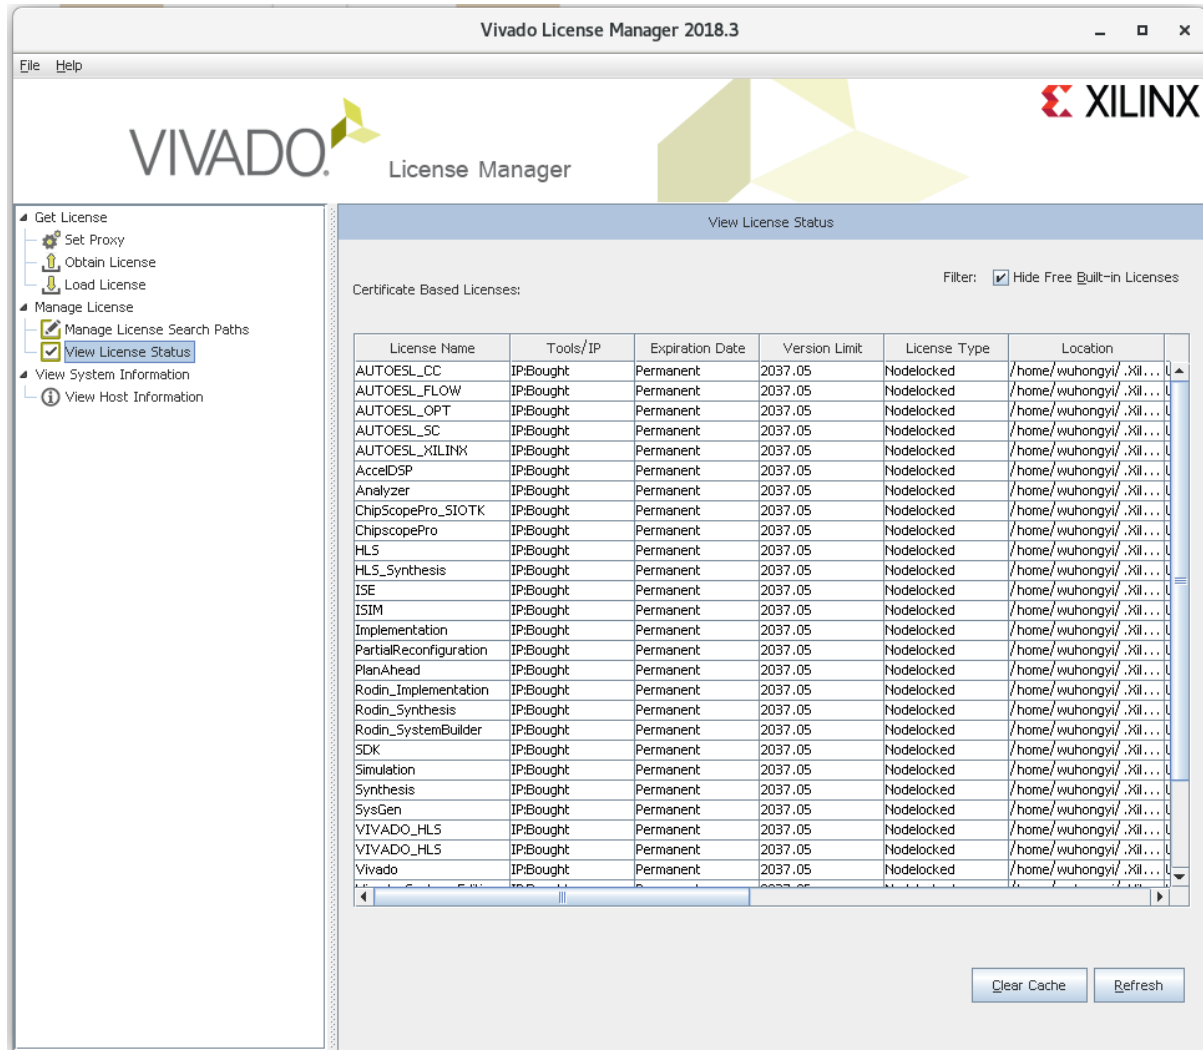 Vivado License Manager 2018.3
File Help
VIVADO. License Manager
XILINX
Get License
Set Proxy
Obtain License
Load License
Manage License
Manage License Search Paths
View License Status
View System Information
View Host Information
View License Status
Certificate Based Licenses:
Filter: Hide Free Built-in Licenses
License Name Tools/IP Expiration Date Version Limit License Type Location
AUTOESL_CC IP:Bought Permanent 2037.05 Nodelocked /home/wuhongyi/.Xil...
AUTOESL_FLOW IP:Bought Permanent 2037.05 Nodelocked /home/wuhongyi/.Xil...
AUTOESL_OPT IP:Bought Permanent 2037.05 Nodelocked /home/wuhongyi/.Xil...
AUTOESL_SC IP:Bought Permanent 2037.05 Nodelocked /home/wuhongyi/.Xil...
AUTOESL_XILINX IP:Bought Permanent 2037.05 Nodelocked /home/wuhongyi/.Xil...
AccelDSP IP:Bought Permanent 2037.05 Nodelocked /home/wuhongyi/.Xil...
Analyzer IP:Bought Permanent 2037.05 Nodelocked /home/wuhongyi/.Xil...
ChipScopePro_SIOTK IP:Bought Permanent 2037.05 Nodelocked /home/wuhongyi/.Xil...
ChipscopePro IP:Bought Permanent 2037.05 Nodelocked /home/wuhongyi/.Xil...
HLS IP:Bought Permanent 2037.05 Nodelocked /home/wuhongyi/.Xil...
HLS_Synthesis IP:Bought Permanent 2037.05 Nodelocked /home/wuhongyi/.Xil...
ISE IP:Bought Permanent 2037.05 Nodelocked /home/wuhongyi/.Xil...
ISIM IP:Bought Permanent 2037.05 Nodelocked /home/wuhongyi/.Xil...
Implementation IP:Bought Permanent 2037.05 Nodelocked /home/wuhongyi/.Xil...
PartialReconfiguration IP:Bought Permanent 2037.05 Nodelocked /home/wuhongyi/.Xil...
PlanAhead IP:Bought Permanent 2037.05 Nodelocked /home/wuhongyi/.Xil...
Rodin_Implementation IP:Bought Permanent 2037.05 Nodelocked /home/wuhongyi/.Xil...
Rodin_Synthesis IP:Bought Permanent 2037.05 Nodelocked /home/wuhongyi/.Xil...
Rodin_SystemBuilder IP:Bought Permanent 2037.05 Nodelocked /home/wuhongyi/.Xil...
SDK IP:Bought Permanent 2037.05 Nodelocked /home/wuhongyi/.Xil...
Simulation IP:Bought Permanent 2037.05 Nodelocked /home/wuhongyi/.Xil...
Synthesis IP:Bought Permanent 2037.05 Nodelocked /home/wuhongyi/.Xil...
SysGen IP:Bought Permanent 2037.05 Nodelocked /home/wuhongyi/.Xil...
VIVADO_HLS IP:Bought Permanent 2037.05 Nodelocked /home/wuhongyi/.Xil...
VIVADO_HLS IP:Bought Permanent 2037.05 Nodelocked /home/wuhongyi/.Xil...
Vivado IP:Bought Permanent 2037.05 Nodelocked /home/wuhongyi/.Xil...
Clear Cache Refresh